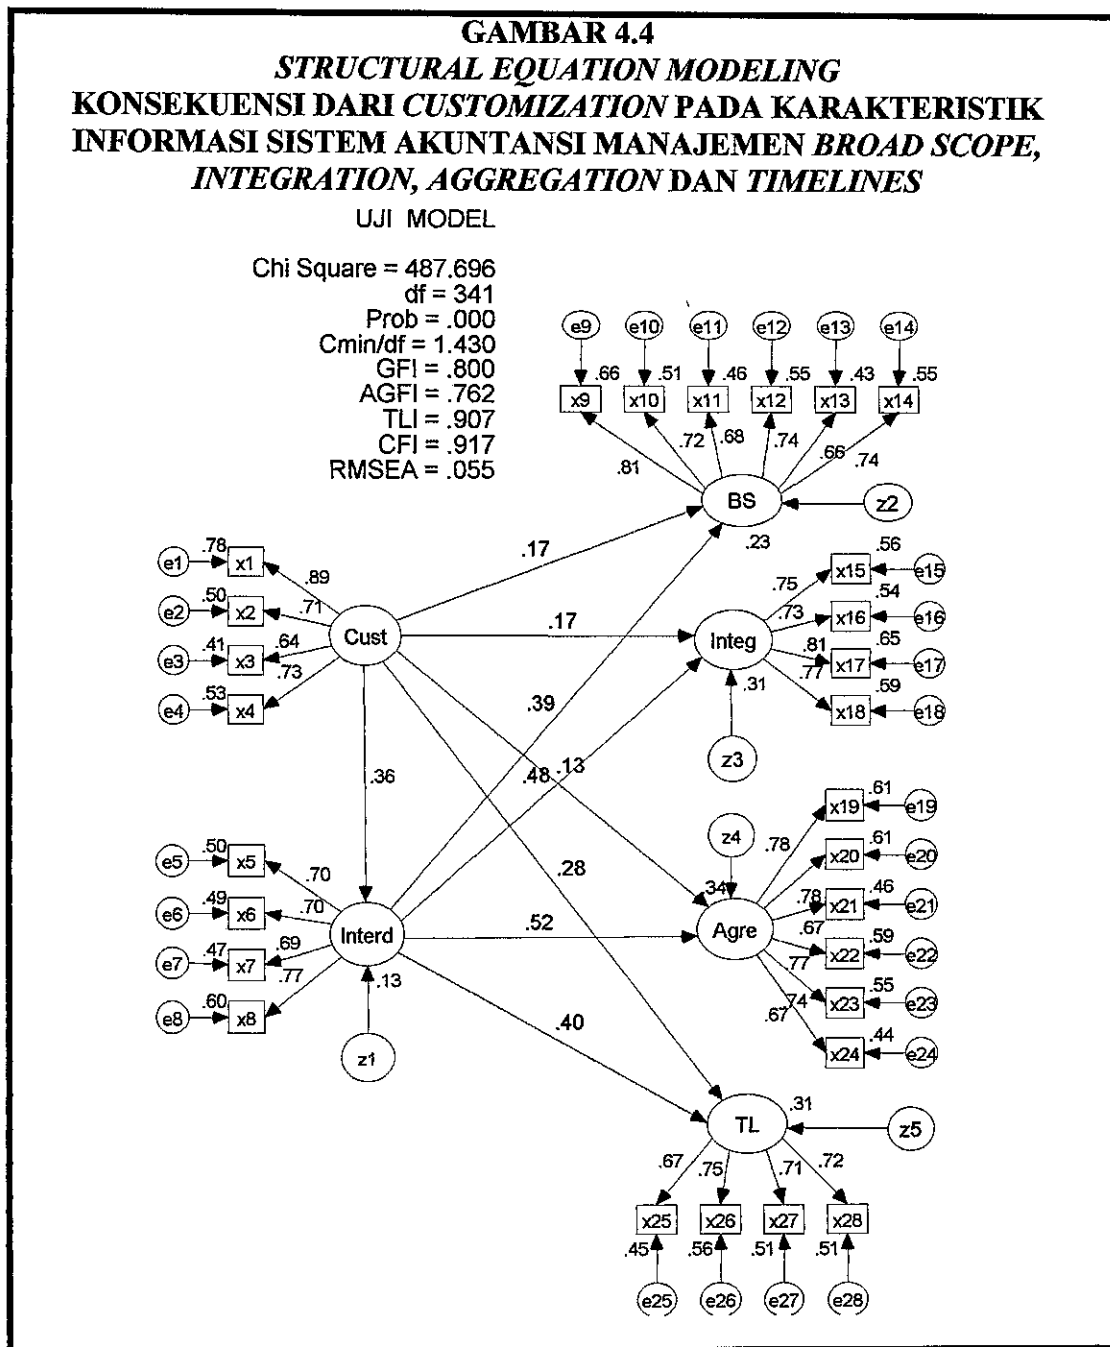 GAMBAR 4.4
STRUCTURAL EQUATION MODELING
KONSEKUENSI DARI CUSTOMIZATION PADA KARAKTERISTIK
INFORMASI SISTEM AKUNTANSI MANAJEMEN BROAD SCOPE,
INTEGRATION, AGGREGATION DAN TIMELINES
UJI MODEL
Chi Square = 487.696
df = 341
Prob = .000
Cmin/df = 1.430
GFI = .800
AGFI = .762
TLI = .907
CFI = .917
RMSEA = .055
e9 e10 e11 e12 e13 e14
.66 .51 .46 .55 .43 .55
x9 x10 x11 x12 x13 x14
.81 .72 .68 .74 .66 .74
BS
z2
.23
.17
e1 .78 x1 .89
e2 .50 x2 .71
e3 .41 x3 .64
e4 .53 x4 .73
Cust
.17
Integ
.31
z3
.75 x15 .56 e15
.73 x16 .54 e16
.81 x17 .65 e17
.77 x18 .59 e18
.39
.36
.48
.13
.28
e5 .50 x5 .70
e6 .49 x6 .70
e7 .47 x7 .69
e8 .60 x8 .77
Interd
.13
z1
.52
.40
z4
.34
Agre
.78 x19 .61 e19
.78 x20 .61 e20
.67 x21 .46 e21
.77 x22 .59 e22
.74 x23 .55 e23
.67 x24 .44 e24
TL
.31
z5
.67 .75 .71 .72
x25 x26 x27 x28
.45 .56 .51 .51
e25 e26 e27 e28